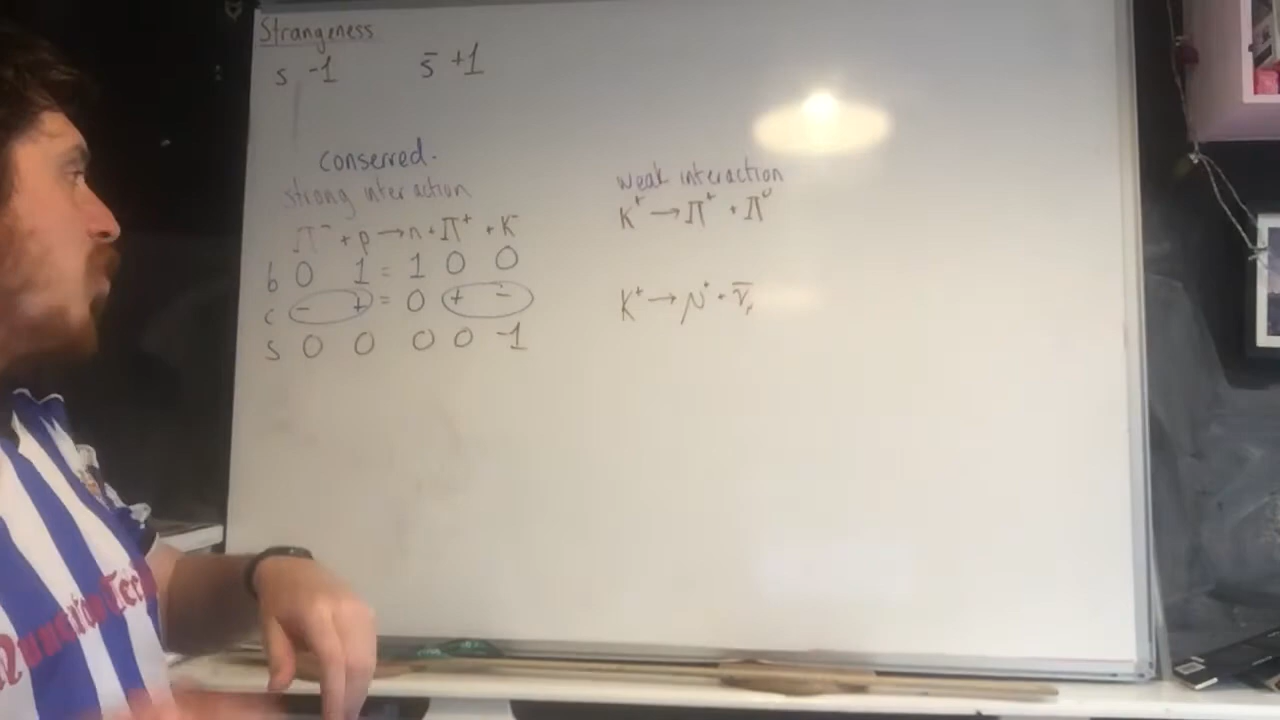 Strangeness
s -1 s̄ +1
conserved.
strong interaction
π⁻ + p → n + π⁺ + K⁻
b 0 1 = 1 0 0
c - + = 0 + -
s 0 0 0 0 -1
weak interaction
K⁺ → π⁺ + π⁰
K⁺ → μ⁺ + ν̄μ